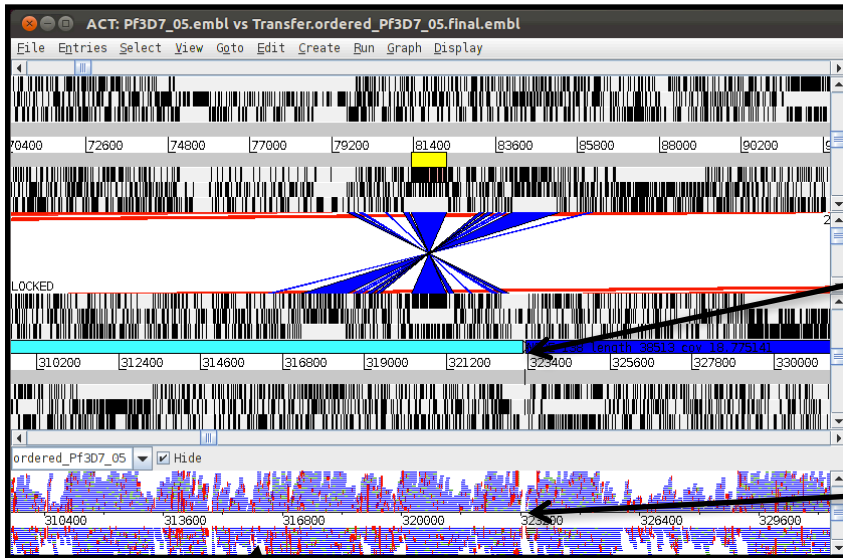 ACT: Pf3D7_05.embl vs Transfer.ordered_Pf3D7_05.final.embl
File Entries Select View Goto Edit Create Run Graph Display
70400 72600 74800 77000 79200 81400 83600 85800 88000 90200
2
LOCKED
310200 312400 314600 316800 319000 321200 323400 325600 327800 330000
ordered_Pf3D7_05 Hide
310400 313600 316800 320000 326400 329600